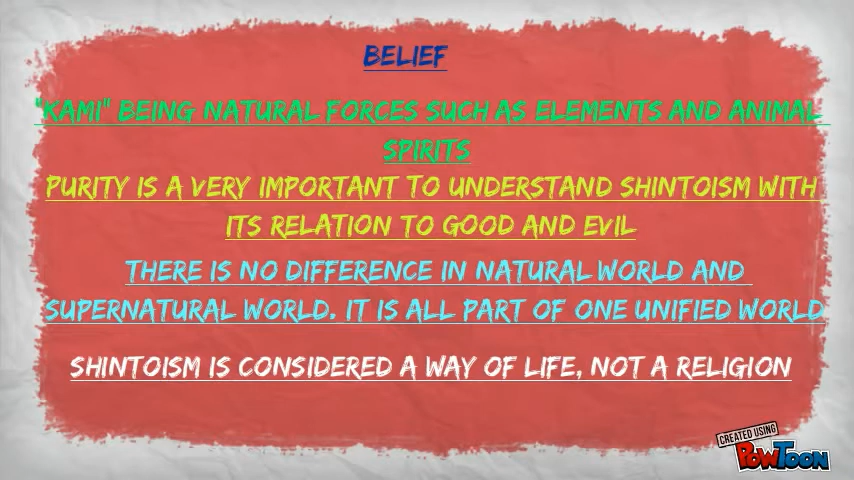 BELIEF
"KAMI" BEING NATURAL FORCES SUCH AS ELEMENTS AND ANIMAL
SPIRITS
PURITY IS A VERY IMPORTANT TO UNDERSTAND SHINTOISM WITH
ITS RELATION TO GOOD AND EVIL
THERE IS NO DIFFERENCE IN NATURAL WORLD AND
SUPERNATURAL WORLD. IT IS ALL PART OF ONE UNIFIED WORLD
SHINTOISM IS CONSIDERED A WAY OF LIFE, NOT A RELIGION
CREATED USING
POWTOON